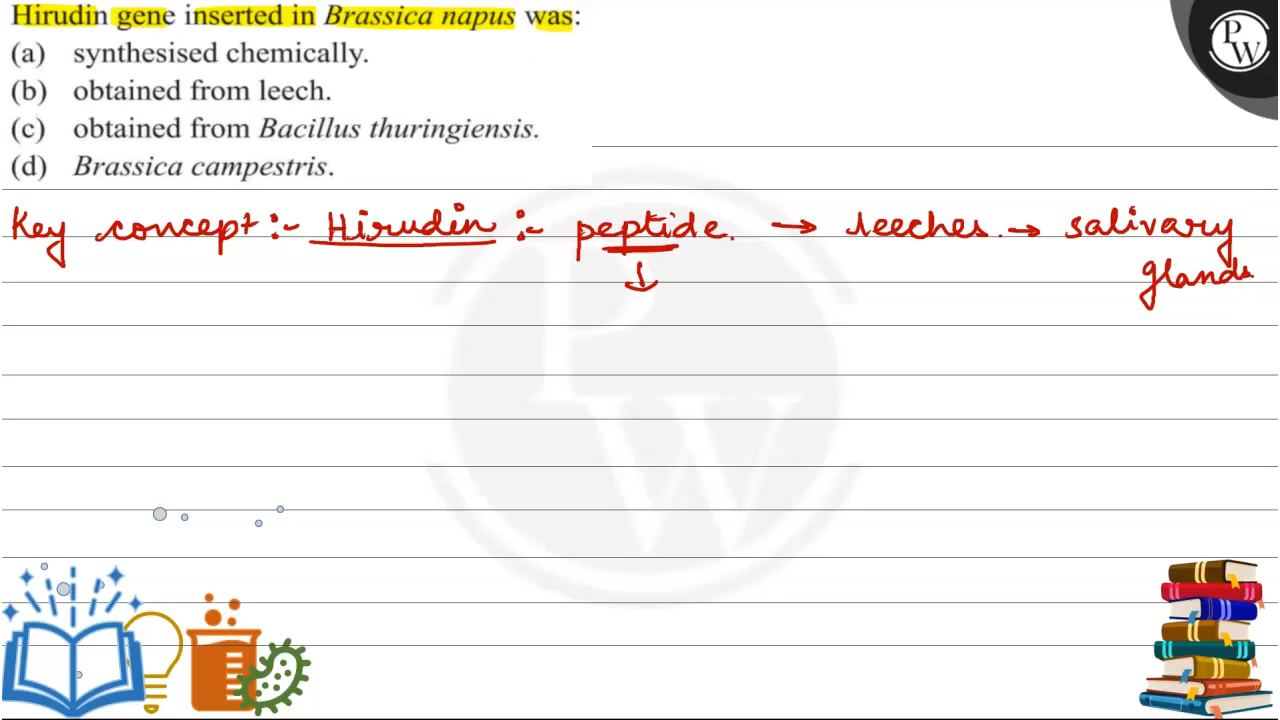 Hirudin gene inserted in Brassica napus was:
(a) synthesised chemically.
(b) obtained from leech.
(c) obtained from Bacillus thuringiensis.
(d) Brassica campestris.
Key concept :- Hirudin :- peptide. → leeches. → salivary
glands.
↓
P
W
P
W